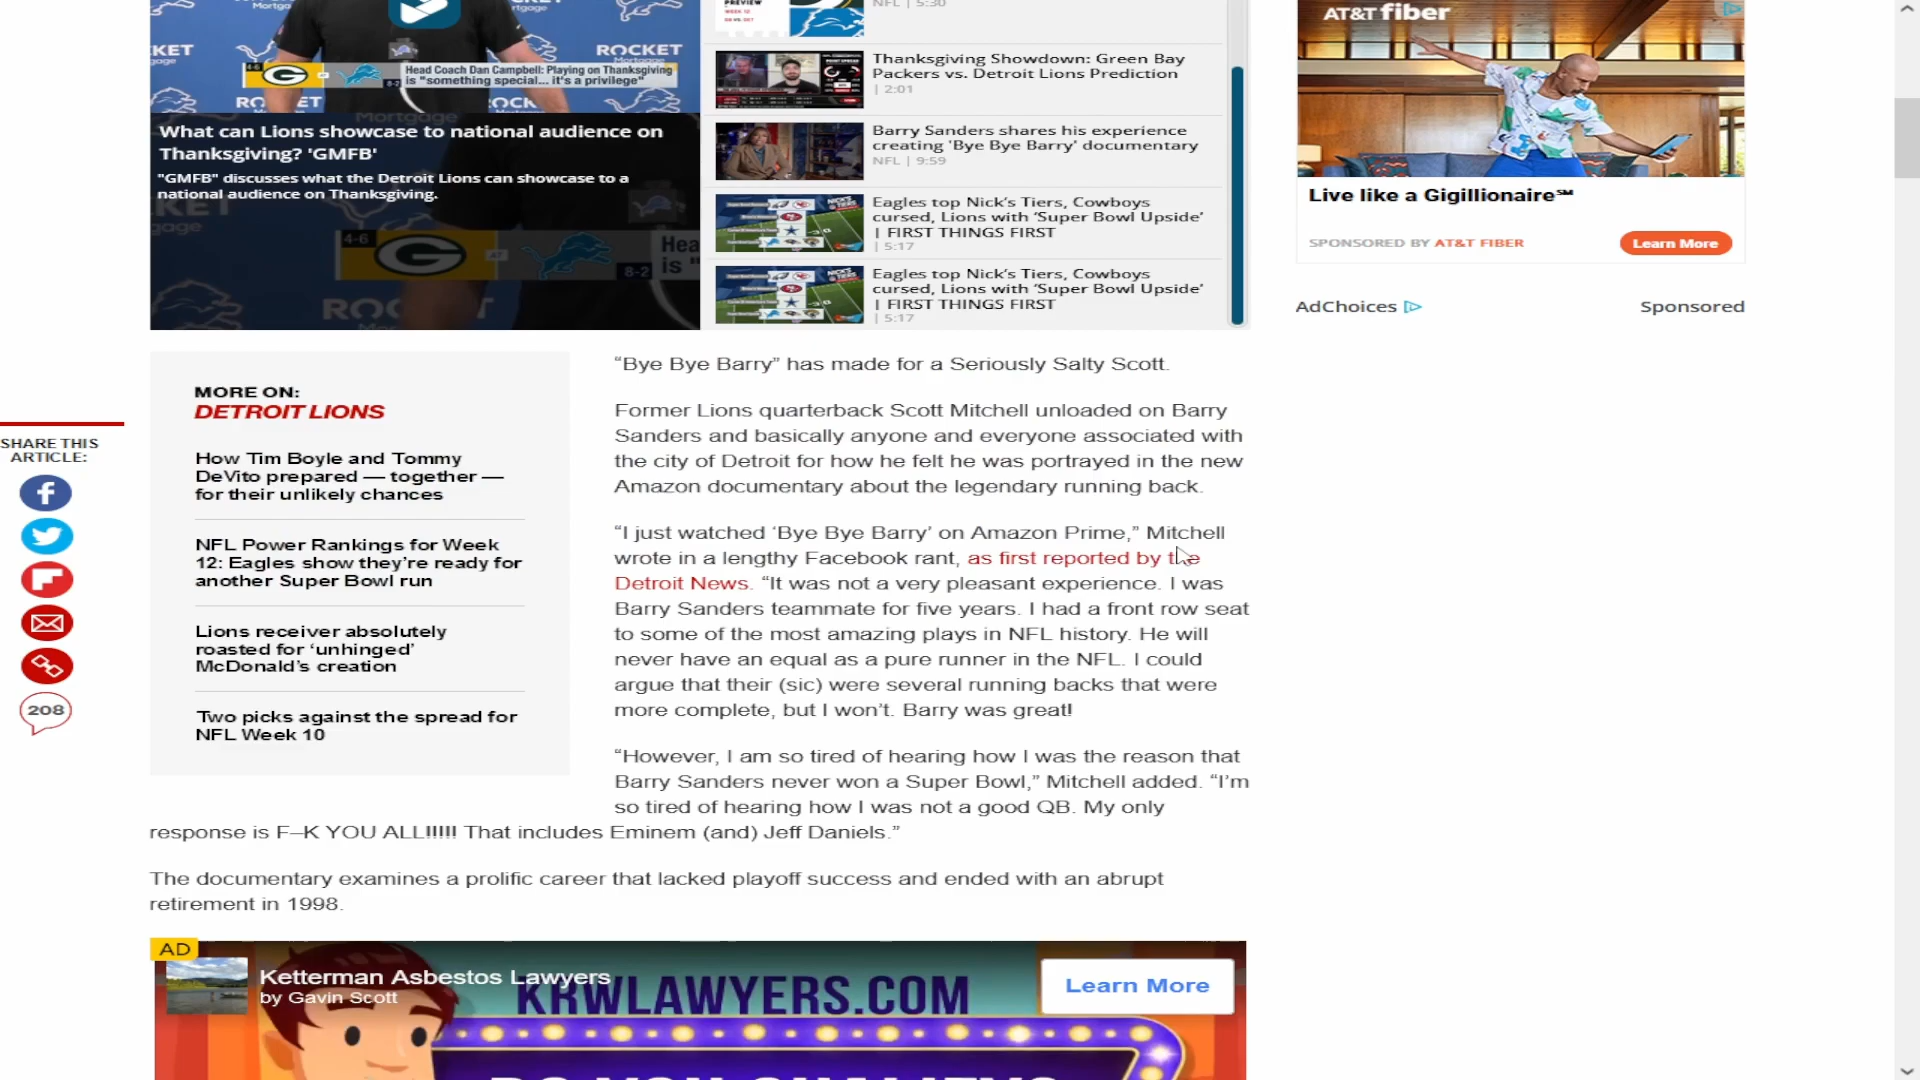 ROCKET
Mortgage
KET
gage
4-6
8-2
Head Coach Dan Campbell: Playing on Thanksgiving
is "something special... it's a privilege"
What can Lions showcase to national audience on
Thanksgiving? 'GMFB'
"GMFB" discusses what the Detroit Lions can showcase to a
national audience on Thanksgiving.
4-6
8-2
Hea
is "
PREVIEW
NFL | 5:30
Thanksgiving Showdown: Green Bay
Packers vs. Detroit Lions Prediction
| 2:01
Barry Sanders shares his experience
creating 'Bye Bye Barry' documentary
NFL | 9:59
Eagles top Nick's Tiers, Cowboys
cursed, Lions with ‘Super Bowl Upside’
| FIRST THINGS FIRST
| 5:17
Eagles top Nick's Tiers, Cowboys
cursed, Lions with ‘Super Bowl Upside’
| FIRST THINGS FIRST
| 5:17
AT&T fiber
Live like a Gigillionaire℠
SPONSORED BY AT&T FIBER
Learn More
AdChoices
Sponsored
SHARE THIS
ARTICLE:
208
MORE ON:
DETROIT LIONS
How Tim Boyle and Tommy
DeVito prepared — together —
for their unlikely chances
NFL Power Rankings for Week
12: Eagles show they're ready for
another Super Bowl run
Lions receiver absolutely
roasted for ‘unhinged’
McDonald's creation
Two picks against the spread for
NFL Week 10
“Bye Bye Barry” has made for a Seriously Salty Scott.
Former Lions quarterback Scott Mitchell unloaded on Barry
Sanders and basically anyone and everyone associated with
the city of Detroit for how he felt he was portrayed in the new
Amazon documentary about the legendary running back.
“I just watched ‘Bye Bye Barry’ on Amazon Prime,” Mitchell
wrote in a lengthy Facebook rant, as first reported by the
Detroit News. “It was not a very pleasant experience. I was
Barry Sanders teammate for five years. I had a front row seat
to some of the most amazing plays in NFL history. He will
never have an equal as a pure runner in the NFL. I could
argue that their (sic) were several running backs that were
more complete, but I won't. Barry was great!
“However, I am so tired of hearing how I was the reason that
Barry Sanders never won a Super Bowl,” Mitchell added. “I'm
so tired of hearing how I was not a good QB. My only
response is F–K YOU ALL!!!!! That includes Eminem (and) Jeff Daniels.”
The documentary examines a prolific career that lacked playoff success and ended with an abrupt
retirement in 1998.
AD
Ketterman Asbestos Lawyers
by Gavin Scott
KRWLAWYERS.COM
Learn More